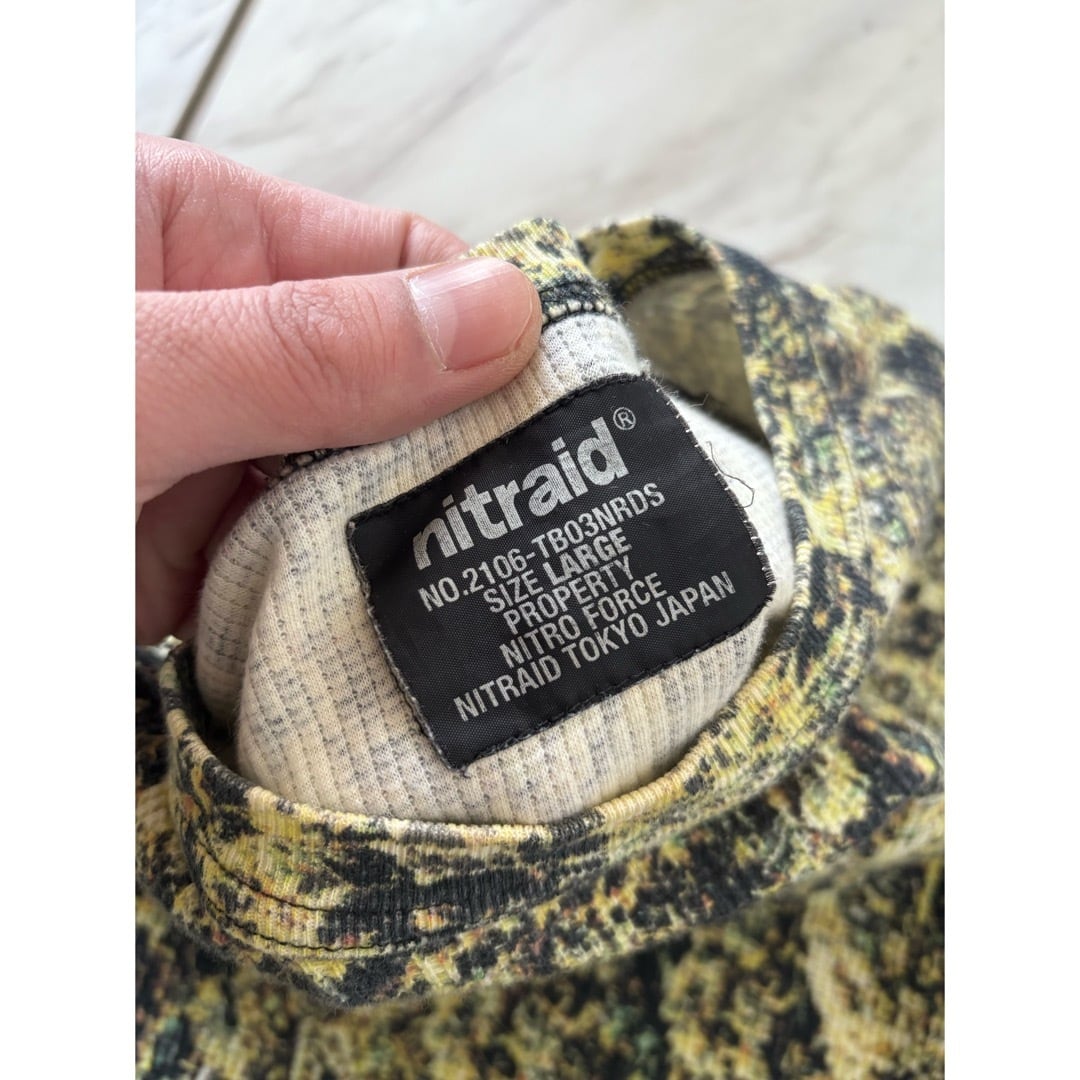 nitraid®
NO.2106-TB03NRDS
SIZE LARGE
PROPERTY
NITRO FORCE
NITRAID TOKYO JAPAN